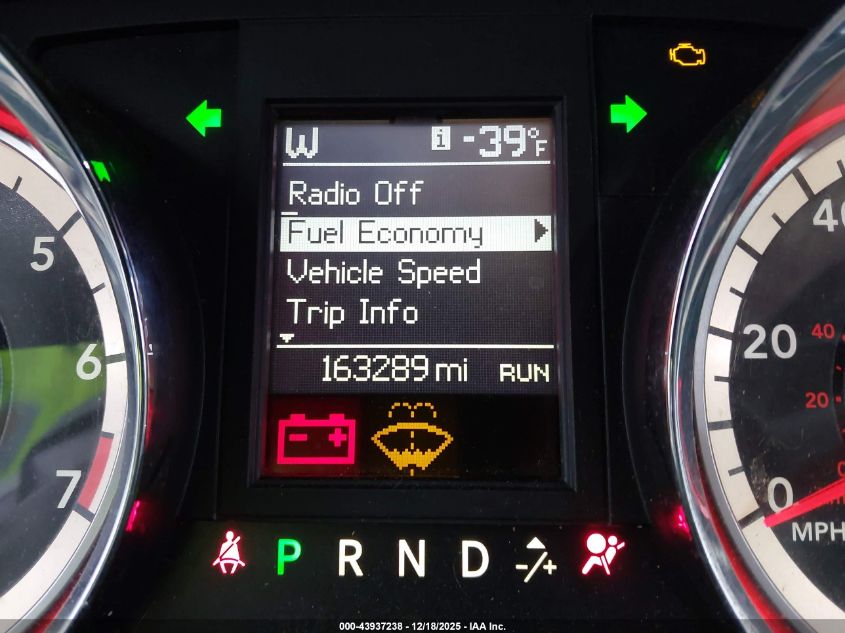 W i -39°F
Radio Off
Fuel Economy
Vehicle Speed
Trip Info
163289 mi RUN
- +
P R N D -/+
5
6
7
40
20
0
MPH
40
20
0
000-43937238 - 12/18/2025 - IAA Inc.